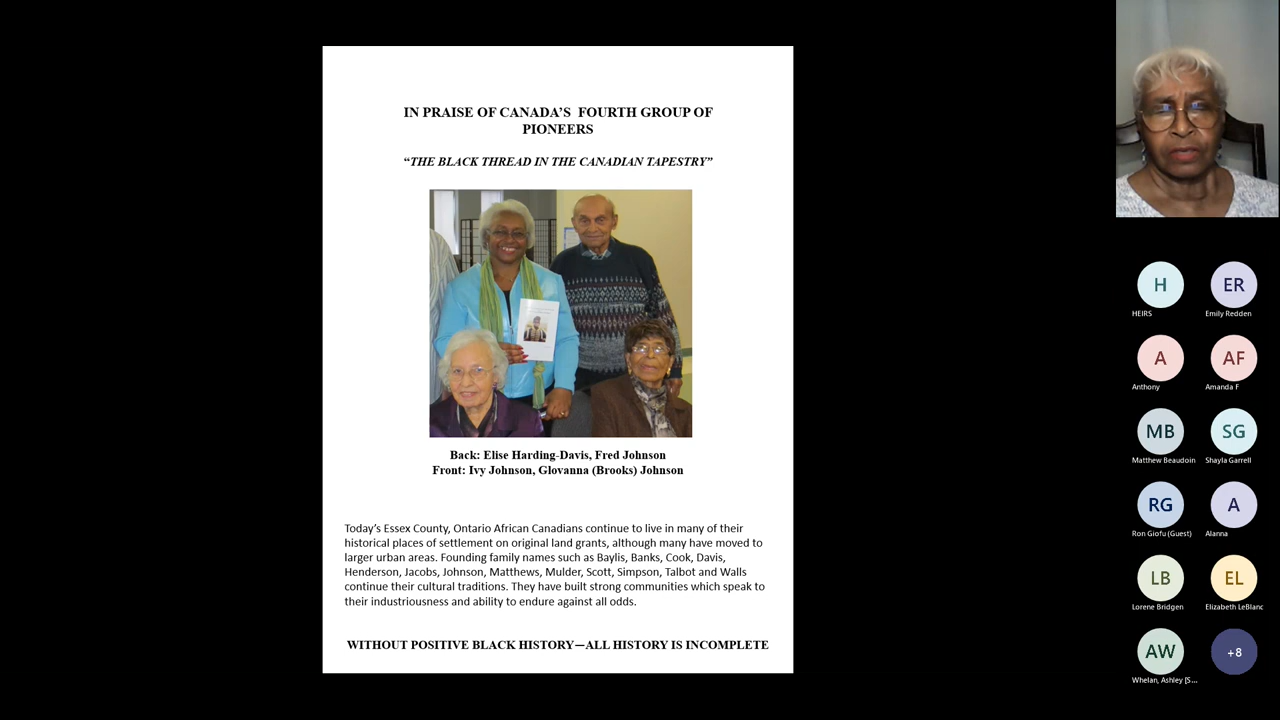 IN PRAISE OF CANADA'S FOURTH GROUP OF
PIONEERS
"THE BLACK THREAD IN THE CANADIAN TAPESTRY"
Back: Elise Harding-Davis, Fred Johnson
Front: Ivy Johnson, Glovanna (Brooks) Johnson
Today's Essex County, Ontario African Canadians continue to live in many of their
historical places of settlement on original land grants, although many have moved to
larger urban areas. Founding family names such as Baylis, Banks, Cook, Davis,
Henderson, Jacobs, Johnson, Matthews, Mulder, Scott, Simpson, Talbot and Walls
continue their cultural traditions. They have built strong communities which speak to
their industriousness and ability to endure against all odds.
WITHOUT POSITIVE BLACK HISTORY—ALL HISTORY IS INCOMPLETE
H
HEIRS
ER
Emily Redden
A
Anthony
AF
Amanda F
MB
Matthew Beaudoin
SG
Shayla Garrell
RG
Ron Giofu (Guest)
A
Alanna
LB
Lorene Bridgen
EL
Elizabeth LeBlanc
AW
Whelan, Ashley [S...
+8